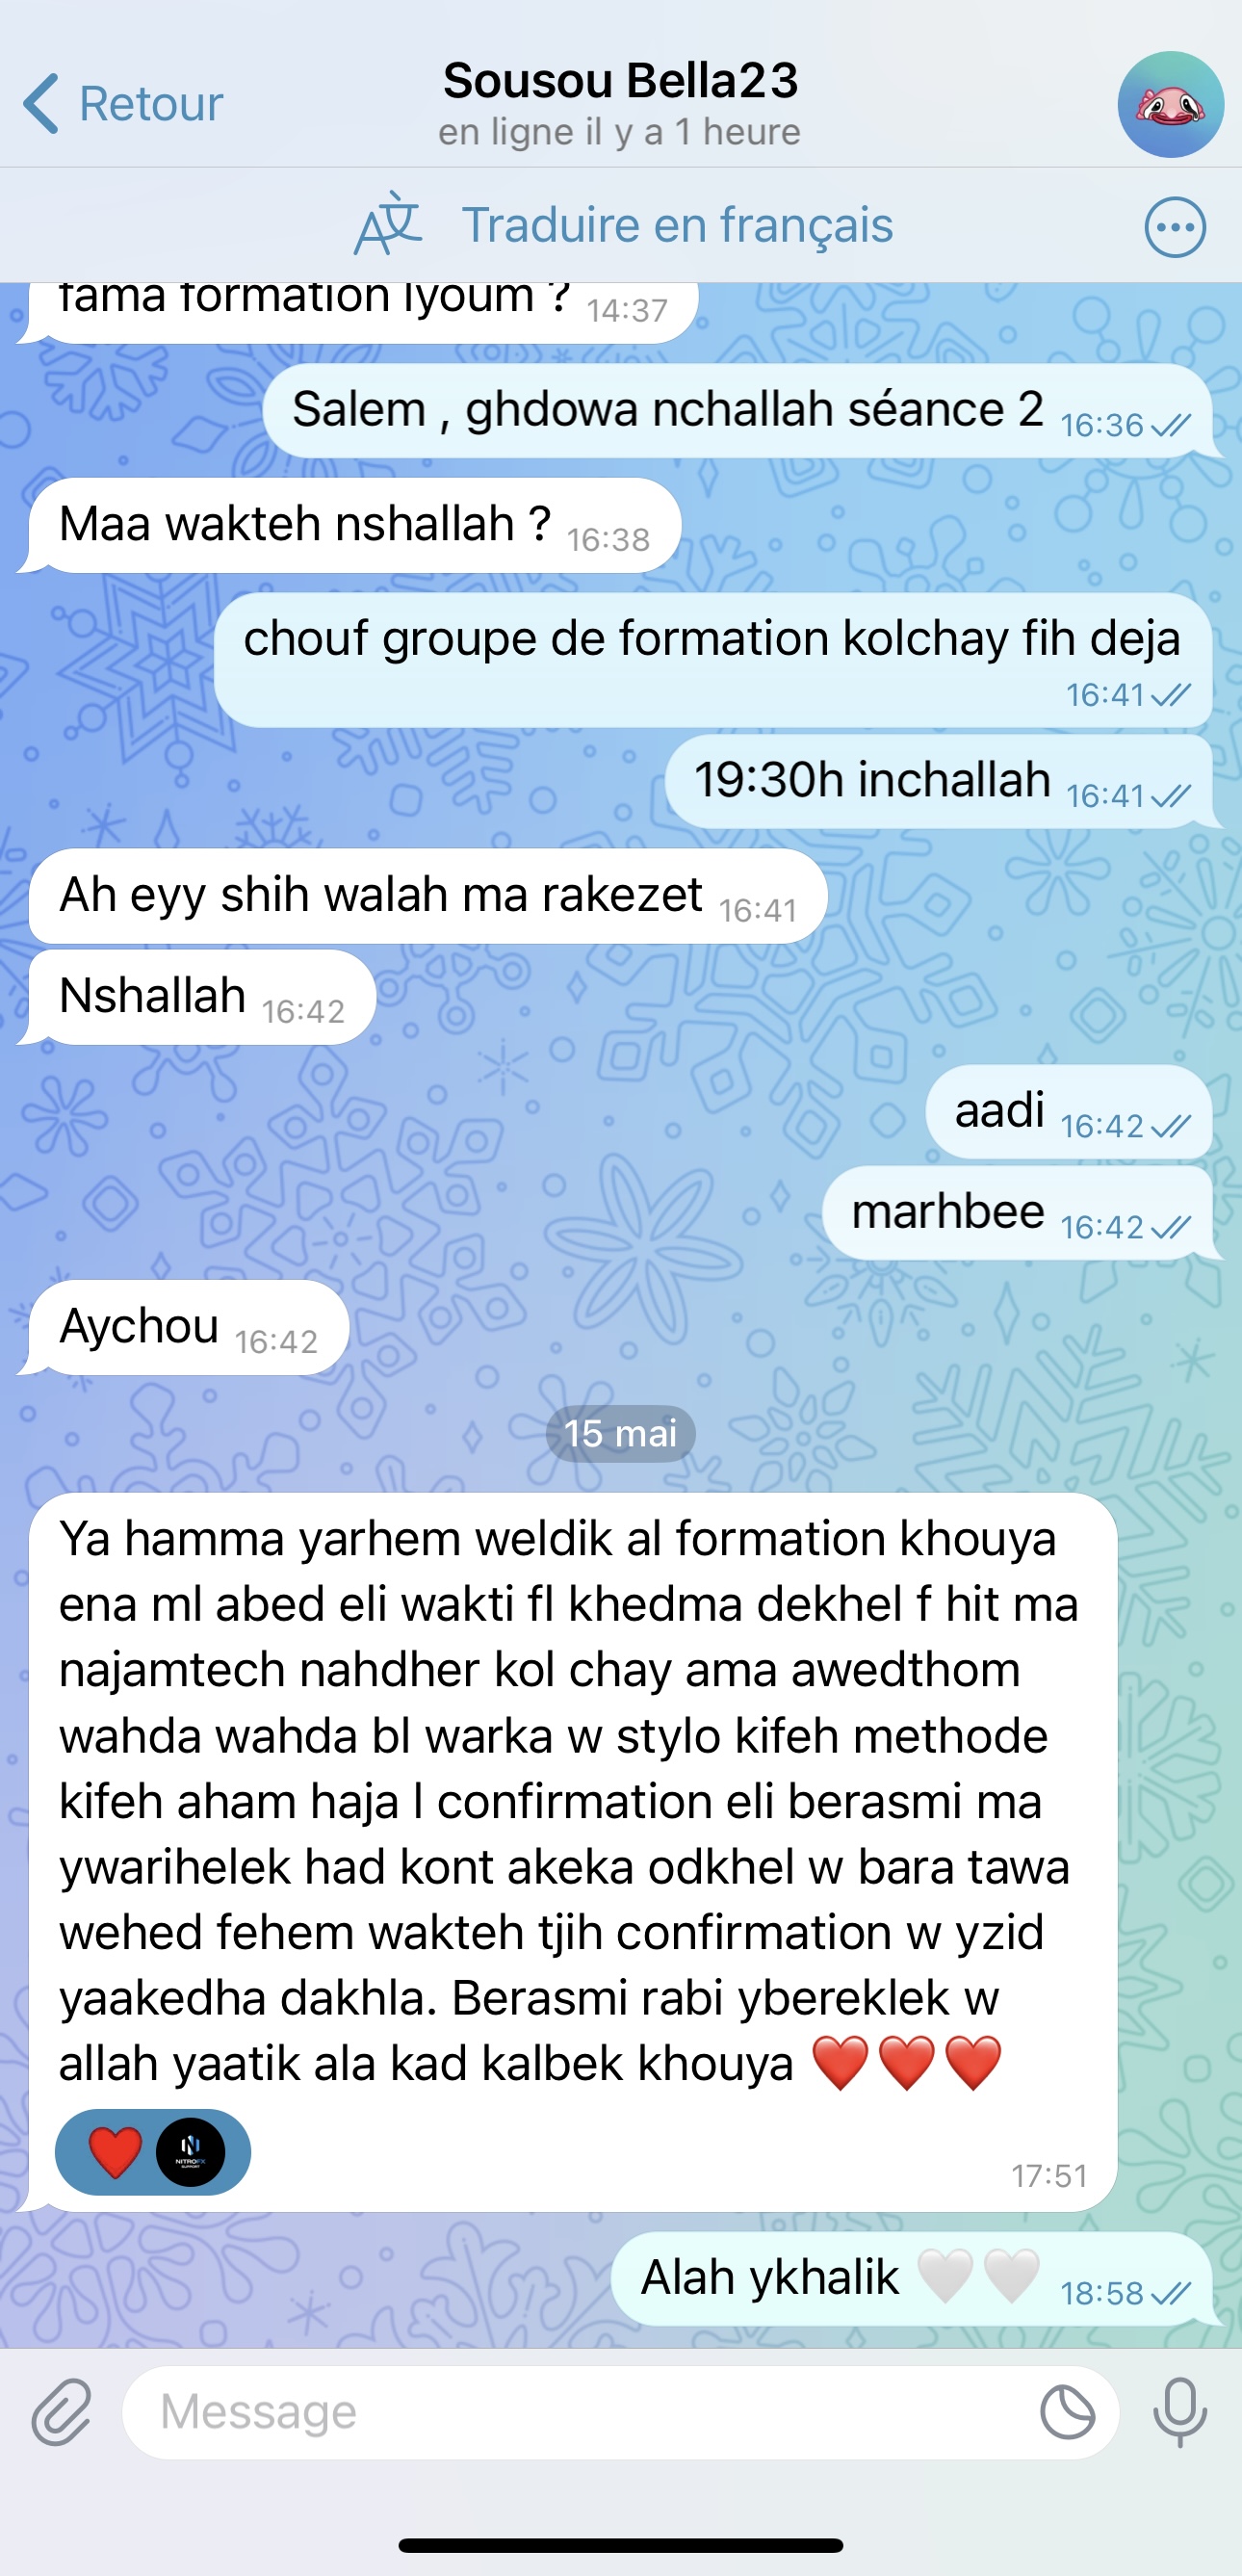 Sousou Bella23
Retour
en ligne il y a 1 heure
Traduire en français
fama formation lyoum ? 14:37
Salem , ghdowa nchallah séance 2 16:36
Maa wakteh nshallah ? 16:38
chouf groupe de formation kolchay fih deja
16:41
19:30h inchallah 16:41
Ah eyy shih walah ma rakezet 16:41
Nshallah 16:42
aadi 16:42
marhbee 16:42
Aychou 16:42
15 mai
Ya hamma yarhem weldik al formation khouya
ena ml abed eli wakti fl khedma dekhel f hit ma
najamtech nahdher kol chay ama awedthom
wahda wahda bl warka w stylo kifeh methode
kifeh aham haja l confirmation eli berasmi ma
ywarihelek had kont akeka odkhel w bara tawa
wehed fehem wakteh tjih confirmation w yzid
yaakedha dakhla. Berasmi rabi ybereklek w
allah yaatik ala kad kalbek khouya ❤️❤️❤️
❤️ N NITROFX SUPPORT
17:51
Alah ykhalik 🤍🤍 18:58
Message